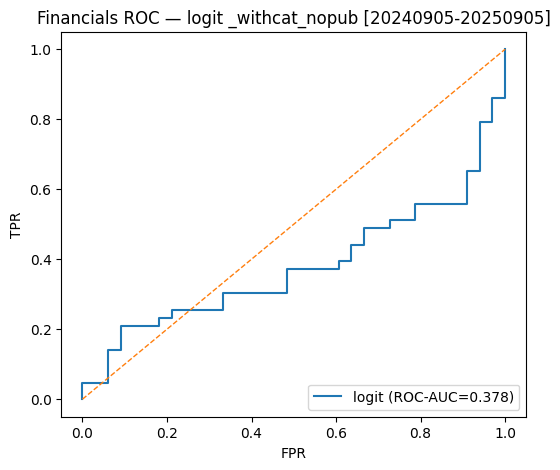 Financials ROC — logit _withcat_nopub [20240905-20250905]
1.0
0.8
0.6
0.4
0.2
0.0
TPR
0.0 0.2 0.4 0.6 0.8 1.0
FPR
logit (ROC-AUC=0.378)